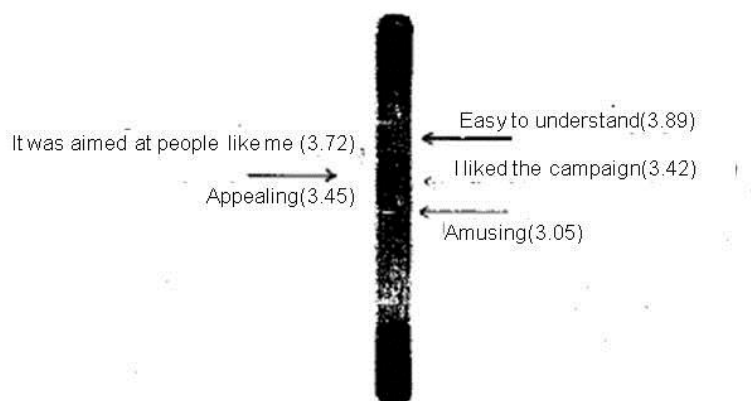 Easy to understand(3.89)
It was aimed at people like me (3.72)
I liked the campaign(3.42)
Appealing(3.45)
Amusing(3.05)